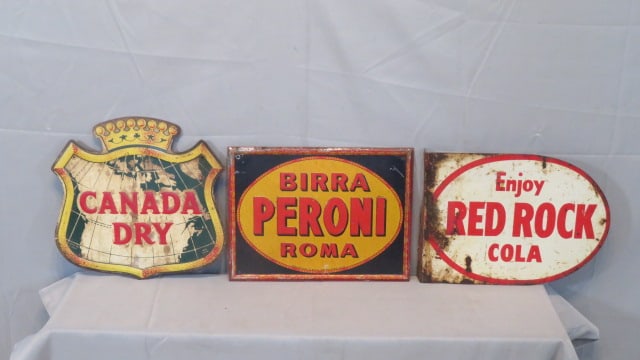 CANADA
DRY
BIRRA
PERONI
ROMA
Enjoy
RED ROCK
COLA